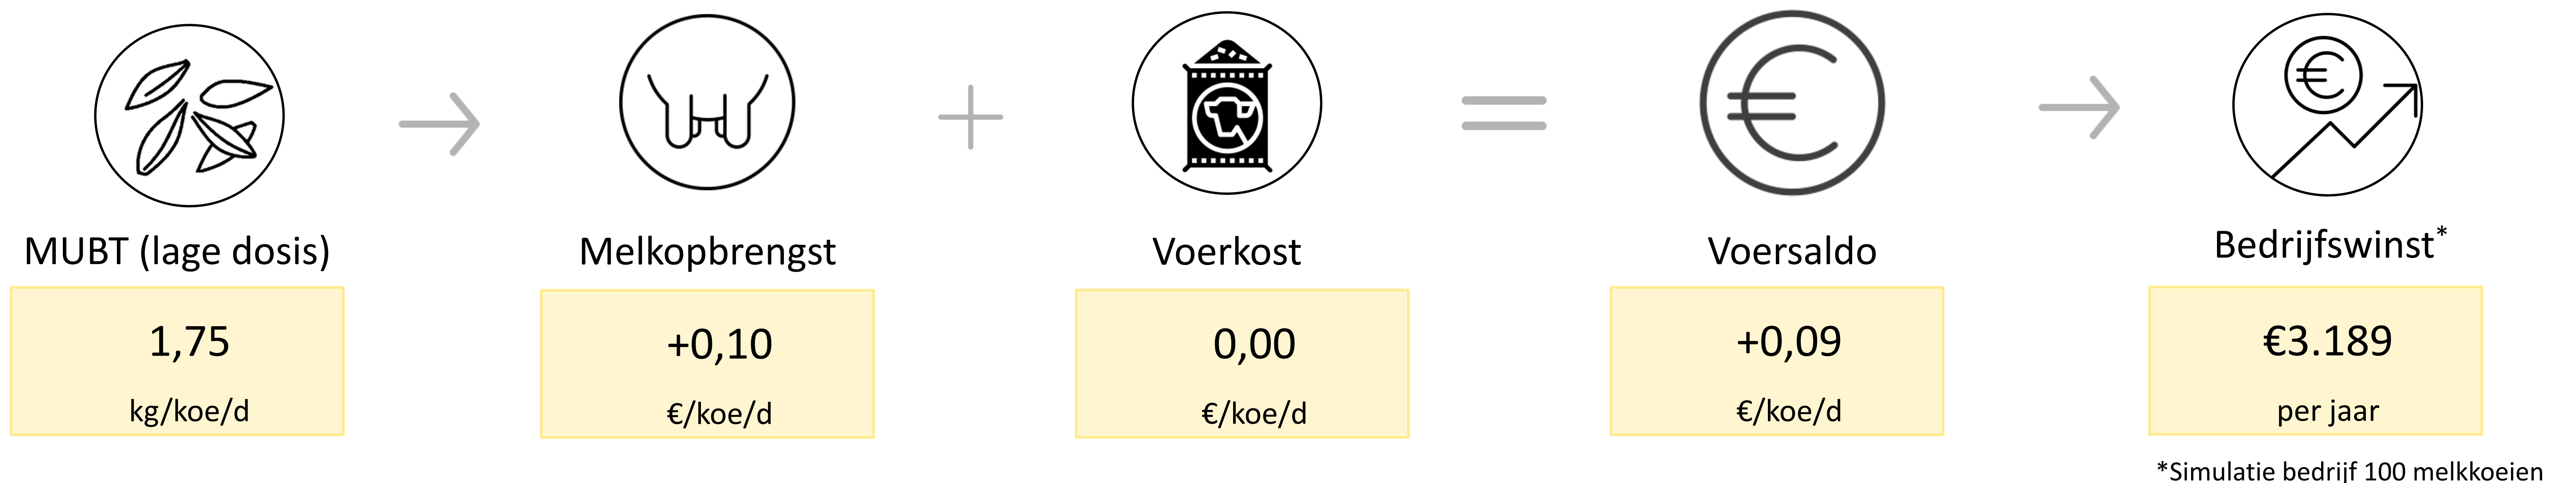 MUBT (lage dosis)
1,75
kg/koe/d
Melkopbrengst
+0,10
€/koe/d
Voerkost
0,00
€/koe/d
Voersaldo
+0,09
€/koe/d
Bedrijfswinst*
€3.189
per jaar
*Simulatie bedrijf 100 melkkoeien